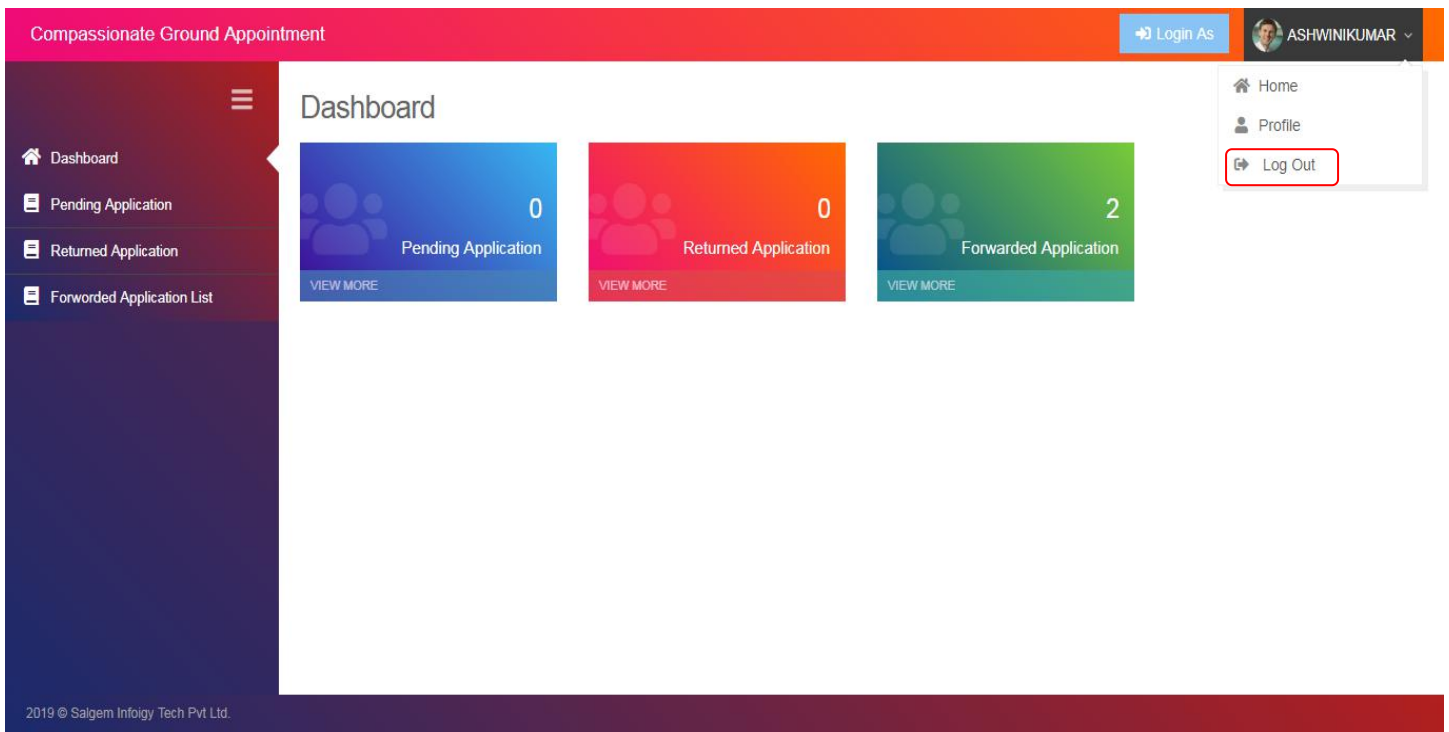 Compassionate Ground Appointment
Login As
ASHWINIKUMAR
Home
Profile
Log Out
Dashboard
Pending Application
Returned Application
Forworded Application List
Dashboard
0
Pending Application
VIEW MORE
0
Returned Application
VIEW MORE
2
Forwarded Application
VIEW MORE
2019 © Salgem Infoigy Tech Pvt Ltd.